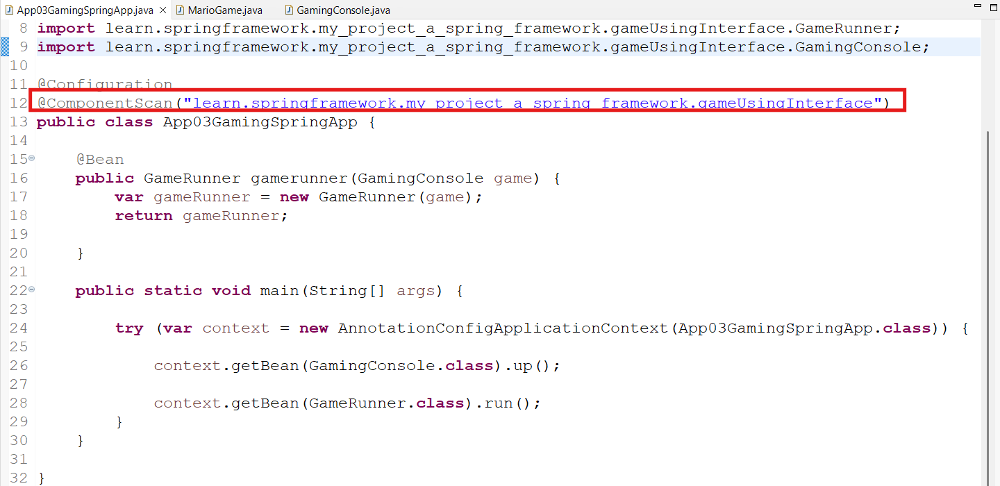 App03GamingSpringApp.java MarioGame.java GamingConsole.java
8 import learn.springframework.my_project_a_spring_framework.gameUsingInterface.GameRunner;
9 import learn.springframework.my_project_a_spring_framework.gameUsingInterface.GamingConsole;
10
11 @Configuration
12 @ComponentScan("learn.springframework.my_project_a_spring_framework.gameUsingInterface")
13 public class App03GamingSpringApp {
14
15 @Bean
16 public GameRunner gamerunner(GamingConsole game) {
17 var gameRunner = new GameRunner(game);
18 return gameRunner;
19
20 }
21
22 public static void main(String[] args) {
23
24 try (var context = new AnnotationConfigApplicationContext(App03GamingSpringApp.class)) {
25
26 context.getBean(GamingConsole.class).up();
27
28 context.getBean(GameRunner.class).run();
29 }
30 }
31
32 }